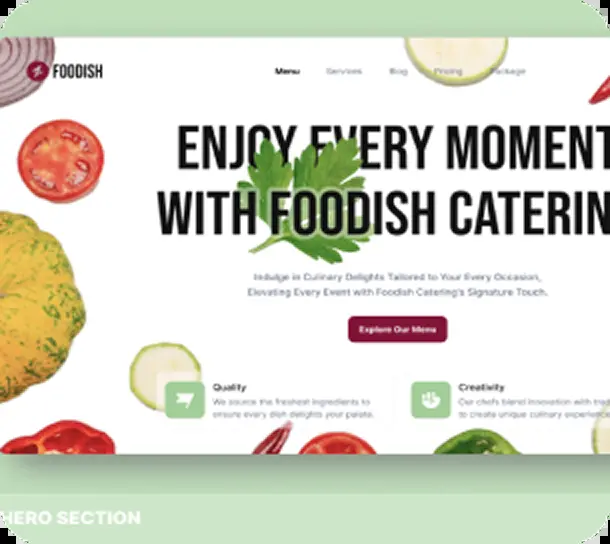 FOODISH
Menu Services Blog Pricing Package
ENJOY EVERY MOMENT
WITH FOODISH CATERIN
Indulge in Culinary Delights Tailored to Your Every Occasion,
Elevating Every Event with Foodish Catering's Signature Touch.
Explore Our Menu
Quality
We source the freshest ingredients to
ensure every dish delights your palate.
Creativity
Our chefs blend innovation with trad
to create unique culinary experience
HERO SECTION